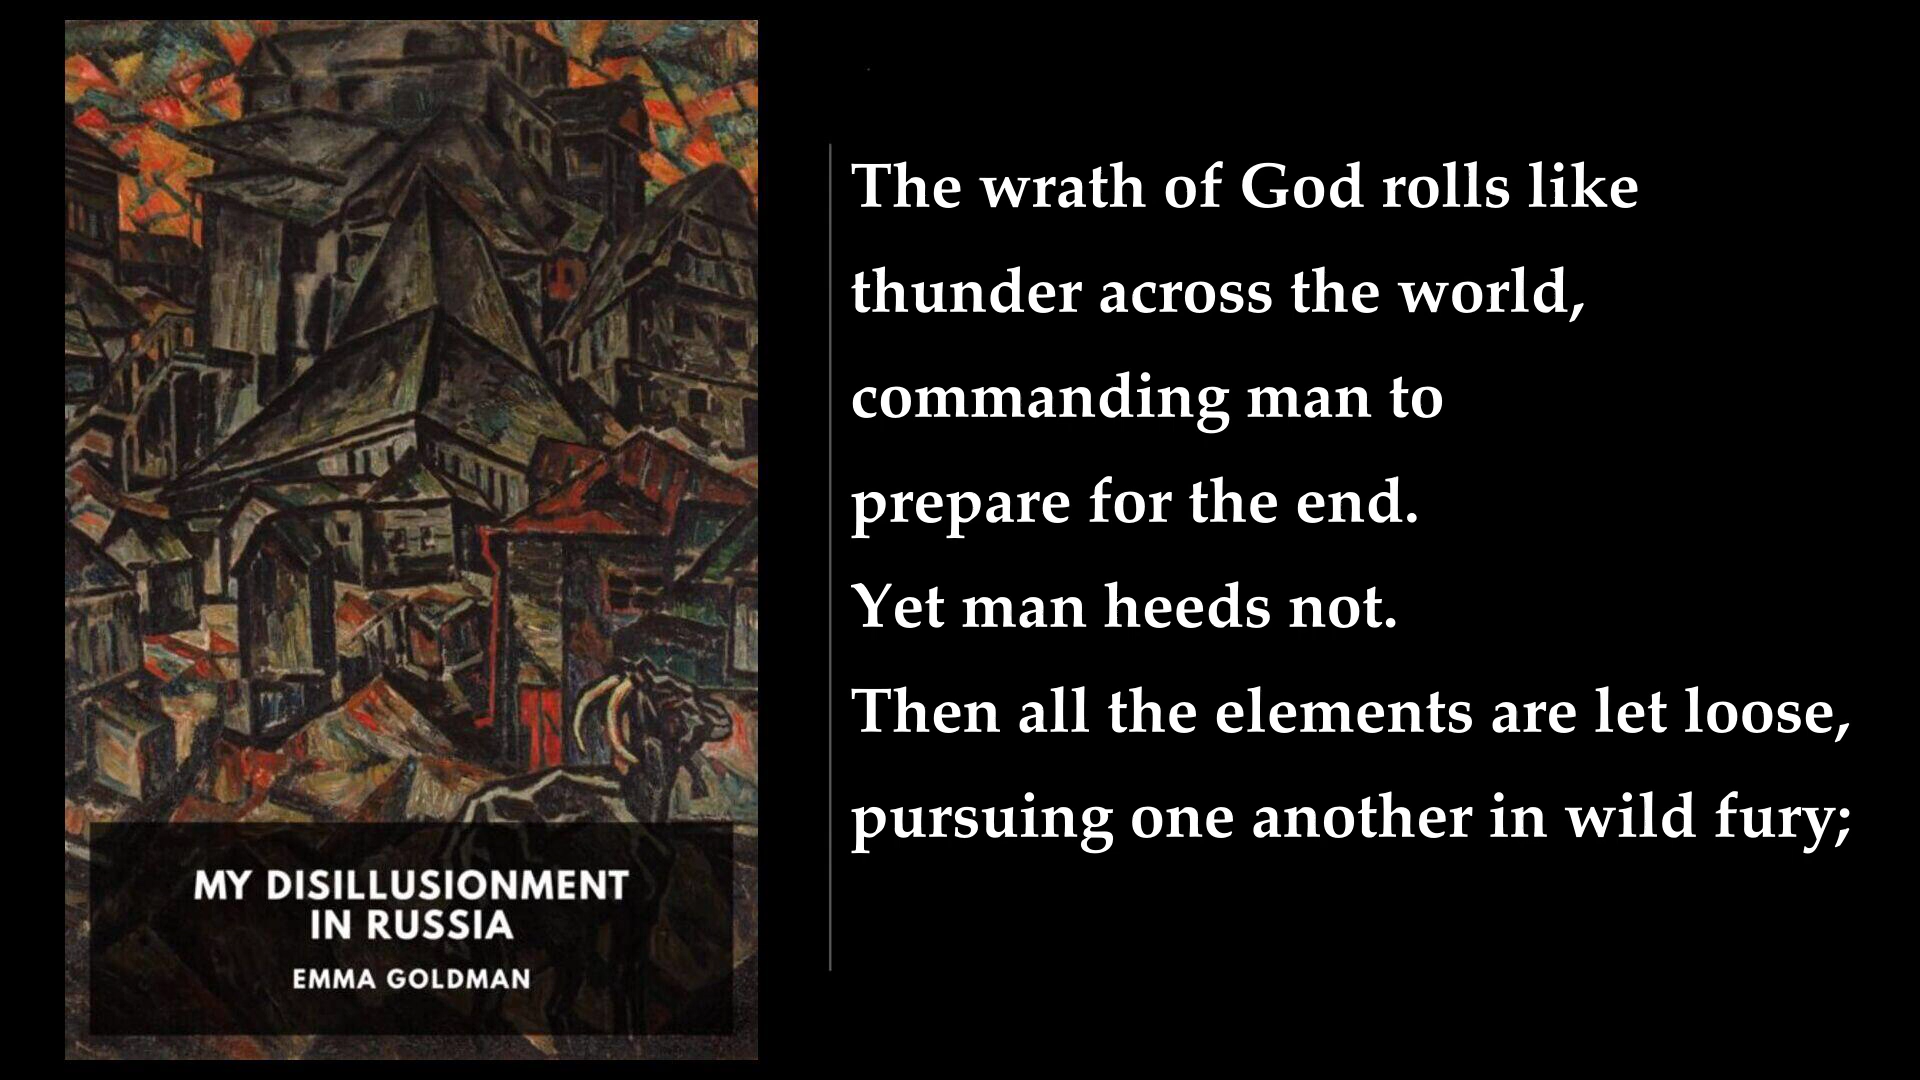 MY DISILLUSIONMENT
IN RUSSIA
EMMA GOLDMAN
The wrath of God rolls like
thunder across the world,
commanding man to
prepare for the end.
Yet man heeds not.
Then all the elements are let loose,
pursuing one another in wild fury;